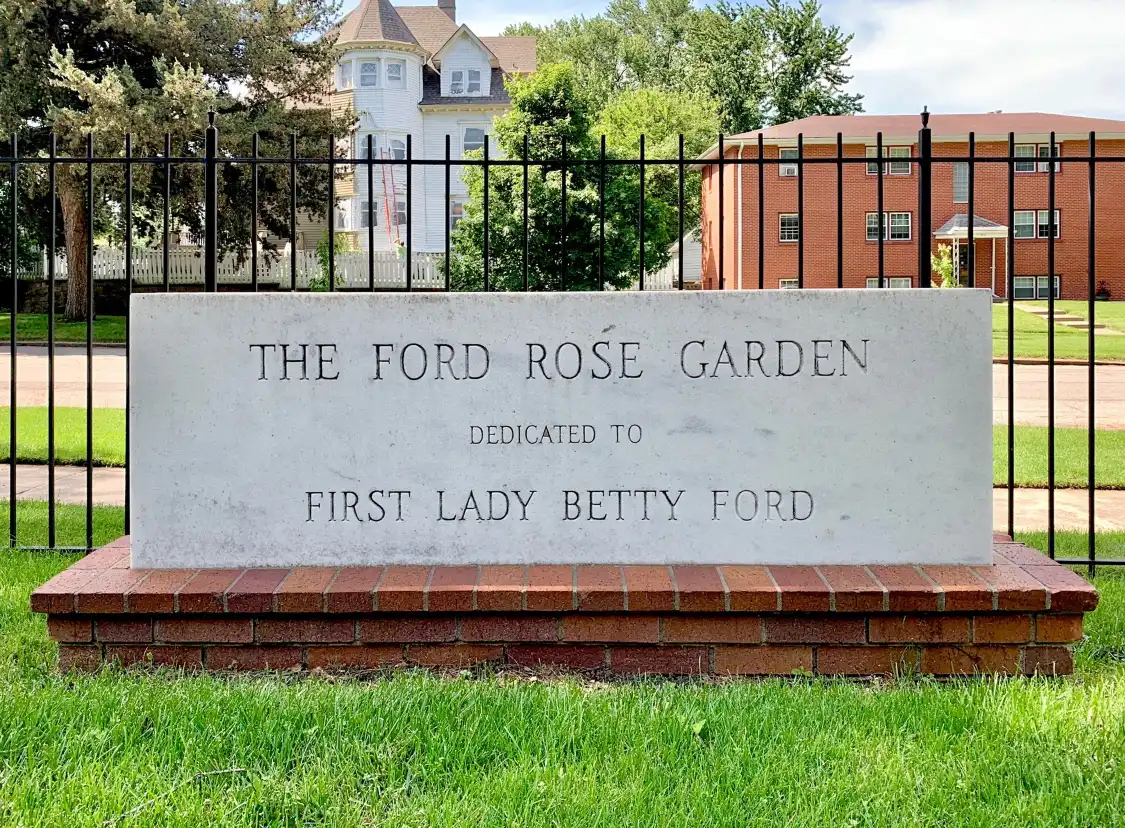 THE FORD ROSE GARDEN
DEDICATED TO
FIRST LADY BETTY FORD